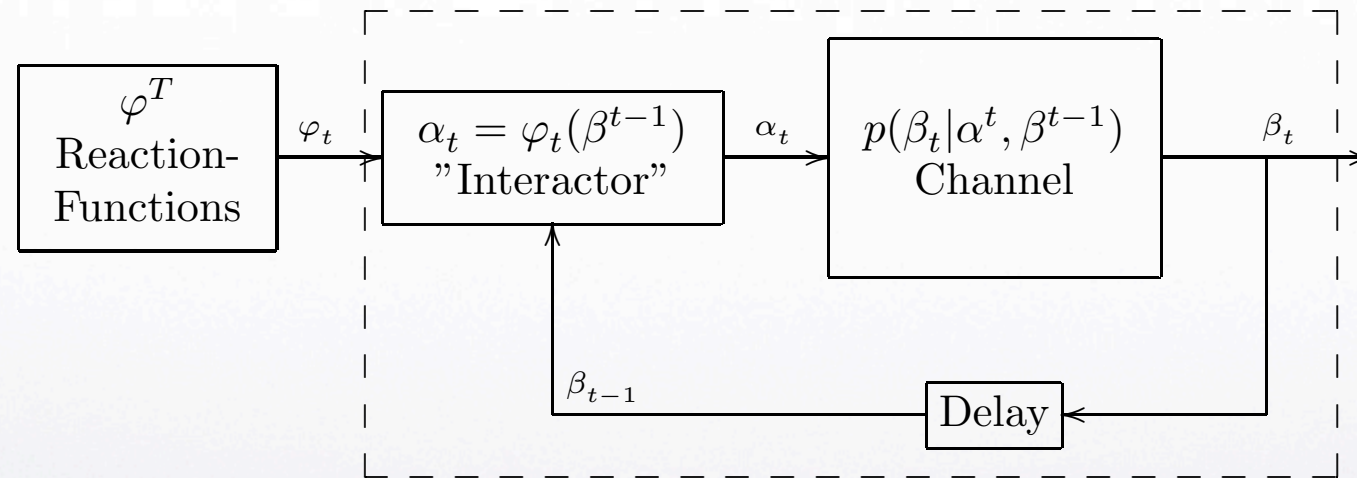 φ^T
Reaction-
Functions
φ_t
α_t = φ_t(β^{t−1})
”Interactor”
α_t
p(β_t|α^t, β^{t−1})
Channel
β_t
β_{t−1}
Delay